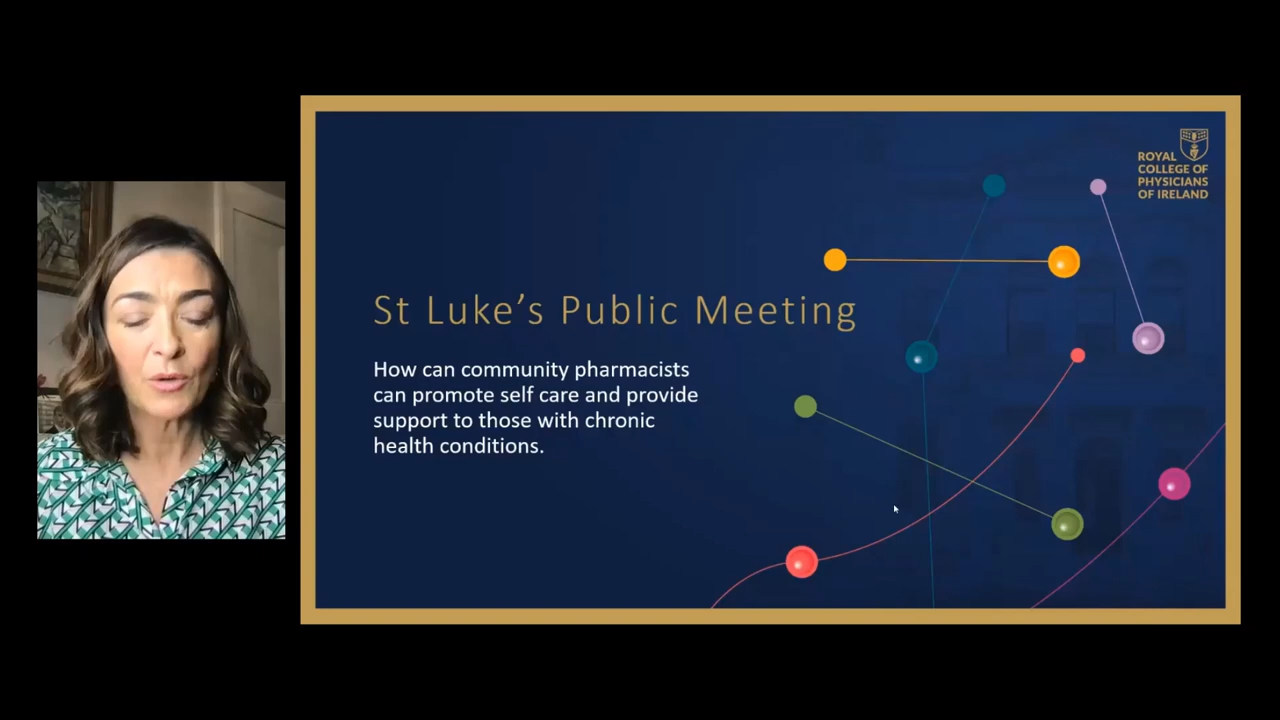 ROYAL
COLLEGE OF
PHYSICIANS
OF IRELAND
St Luke’s Public Meeting
How can community pharmacists
can promote self care and provide
support to those with chronic
health conditions.